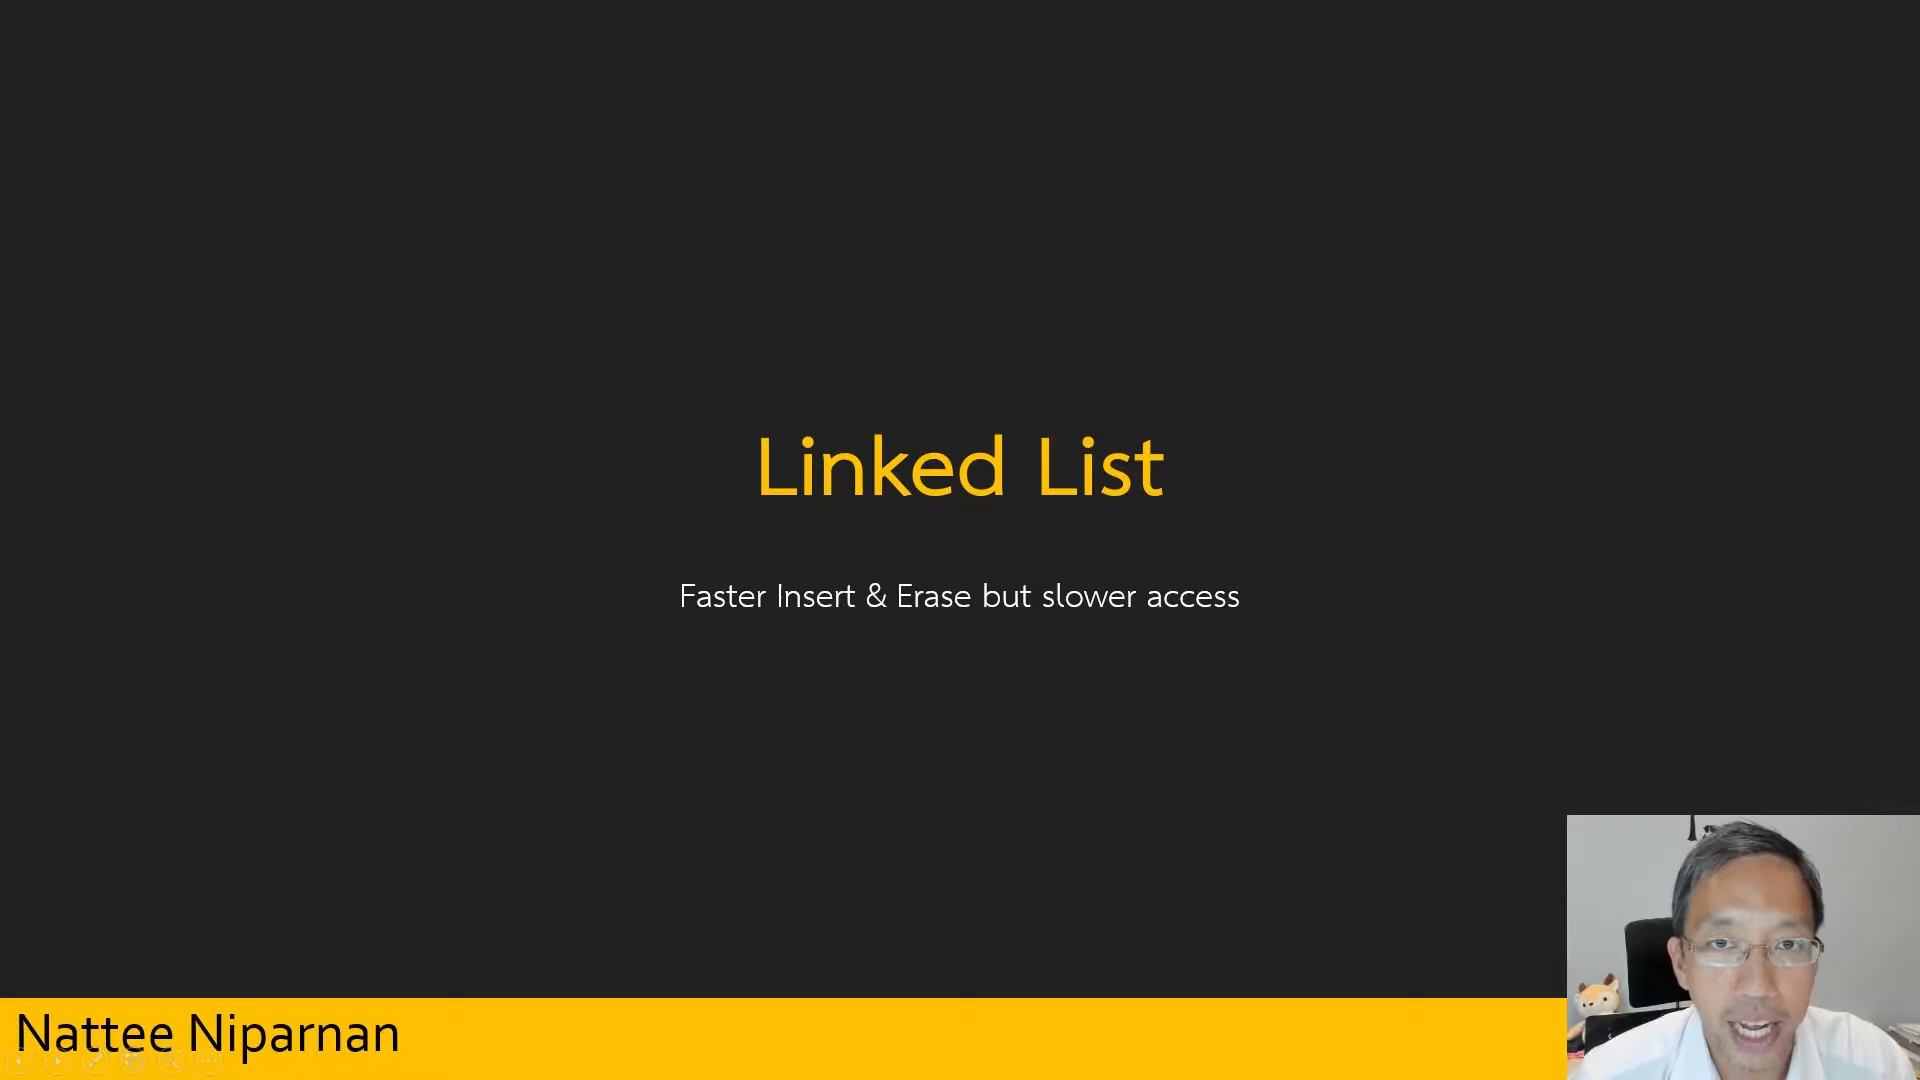 Linked List
Faster Insert & Erase but slower access
Nattee Niparnan